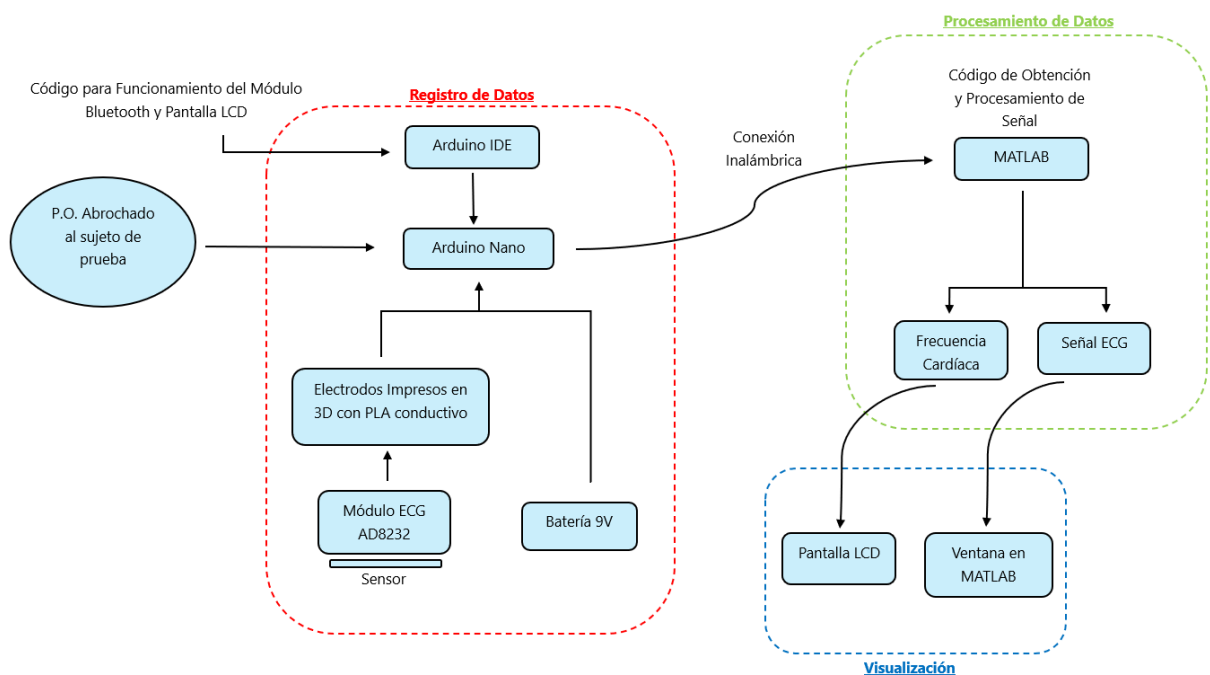 Procesamiento de Datos
Código para Funcionamiento del Módulo
Bluetooth y Pantalla LCD
Registro de Datos
Código de Obtención
y Procesamiento de
Señal
Arduino IDE
Conexión
Inalámbrica
MATLAB
P.O. Abrochado
al sujeto de
prueba
Arduino Nano
Frecuencia
Cardíaca
Señal ECG
Electrodos Impresos en
3D con PLA conductivo
Módulo ECG
AD8232
Batería 9V
Sensor
Pantalla LCD
Ventana en
MATLAB
Visualización